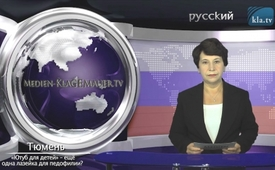 русский
kla.tv
MEDIEN-KLAGEMAUER.TV
Тюмень
«Ютуб для детей» - ещё
одна лазейка для педофилии?